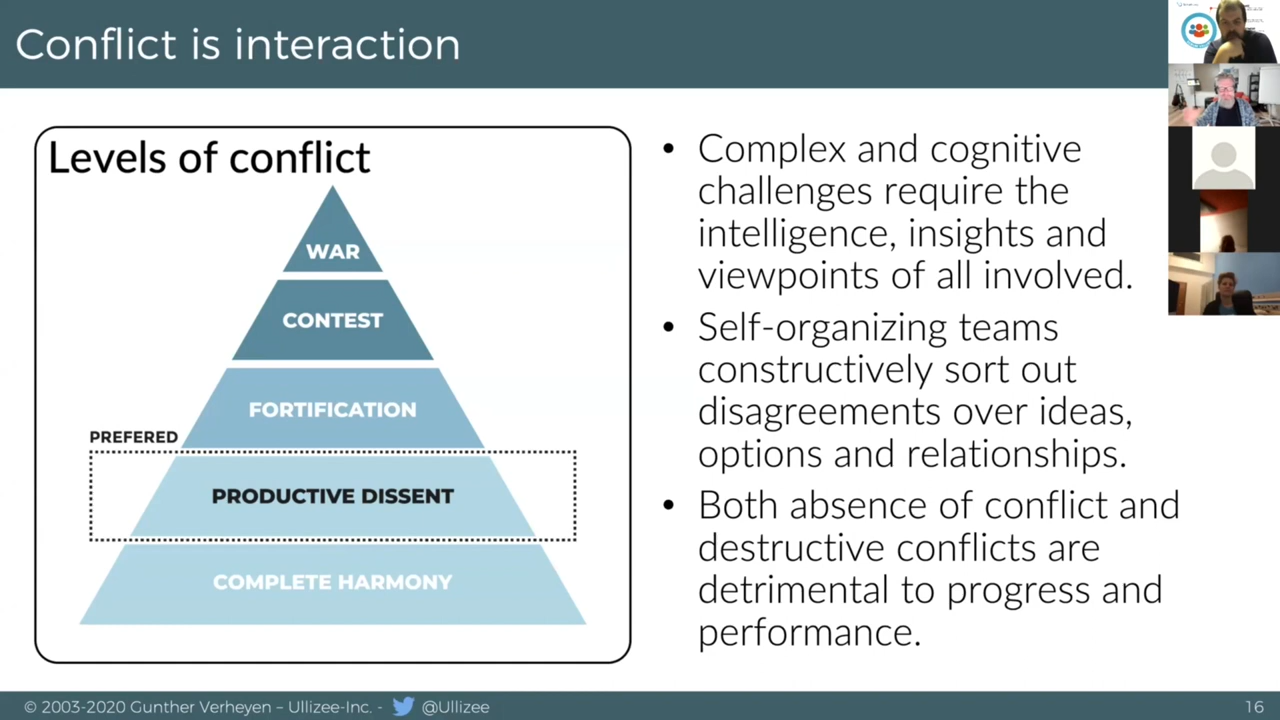 Conflict is interaction
Levels of conflict
WAR
CONTEST
FORTIFICATION
PREFERED
PRODUCTIVE DISSENT
COMPLETE HARMONY
• Complex and cognitive
challenges require the
intelligence, insights and
viewpoints of all involved.
• Self-organizing teams
constructively sort out
disagreements over ideas,
options and relationships.
• Both absence of conflict and
destructive conflicts are
detrimental to progress and
performance.
© 2003-2020 Gunther Verheyen – Ullizee-Inc. - @Ullizee
16